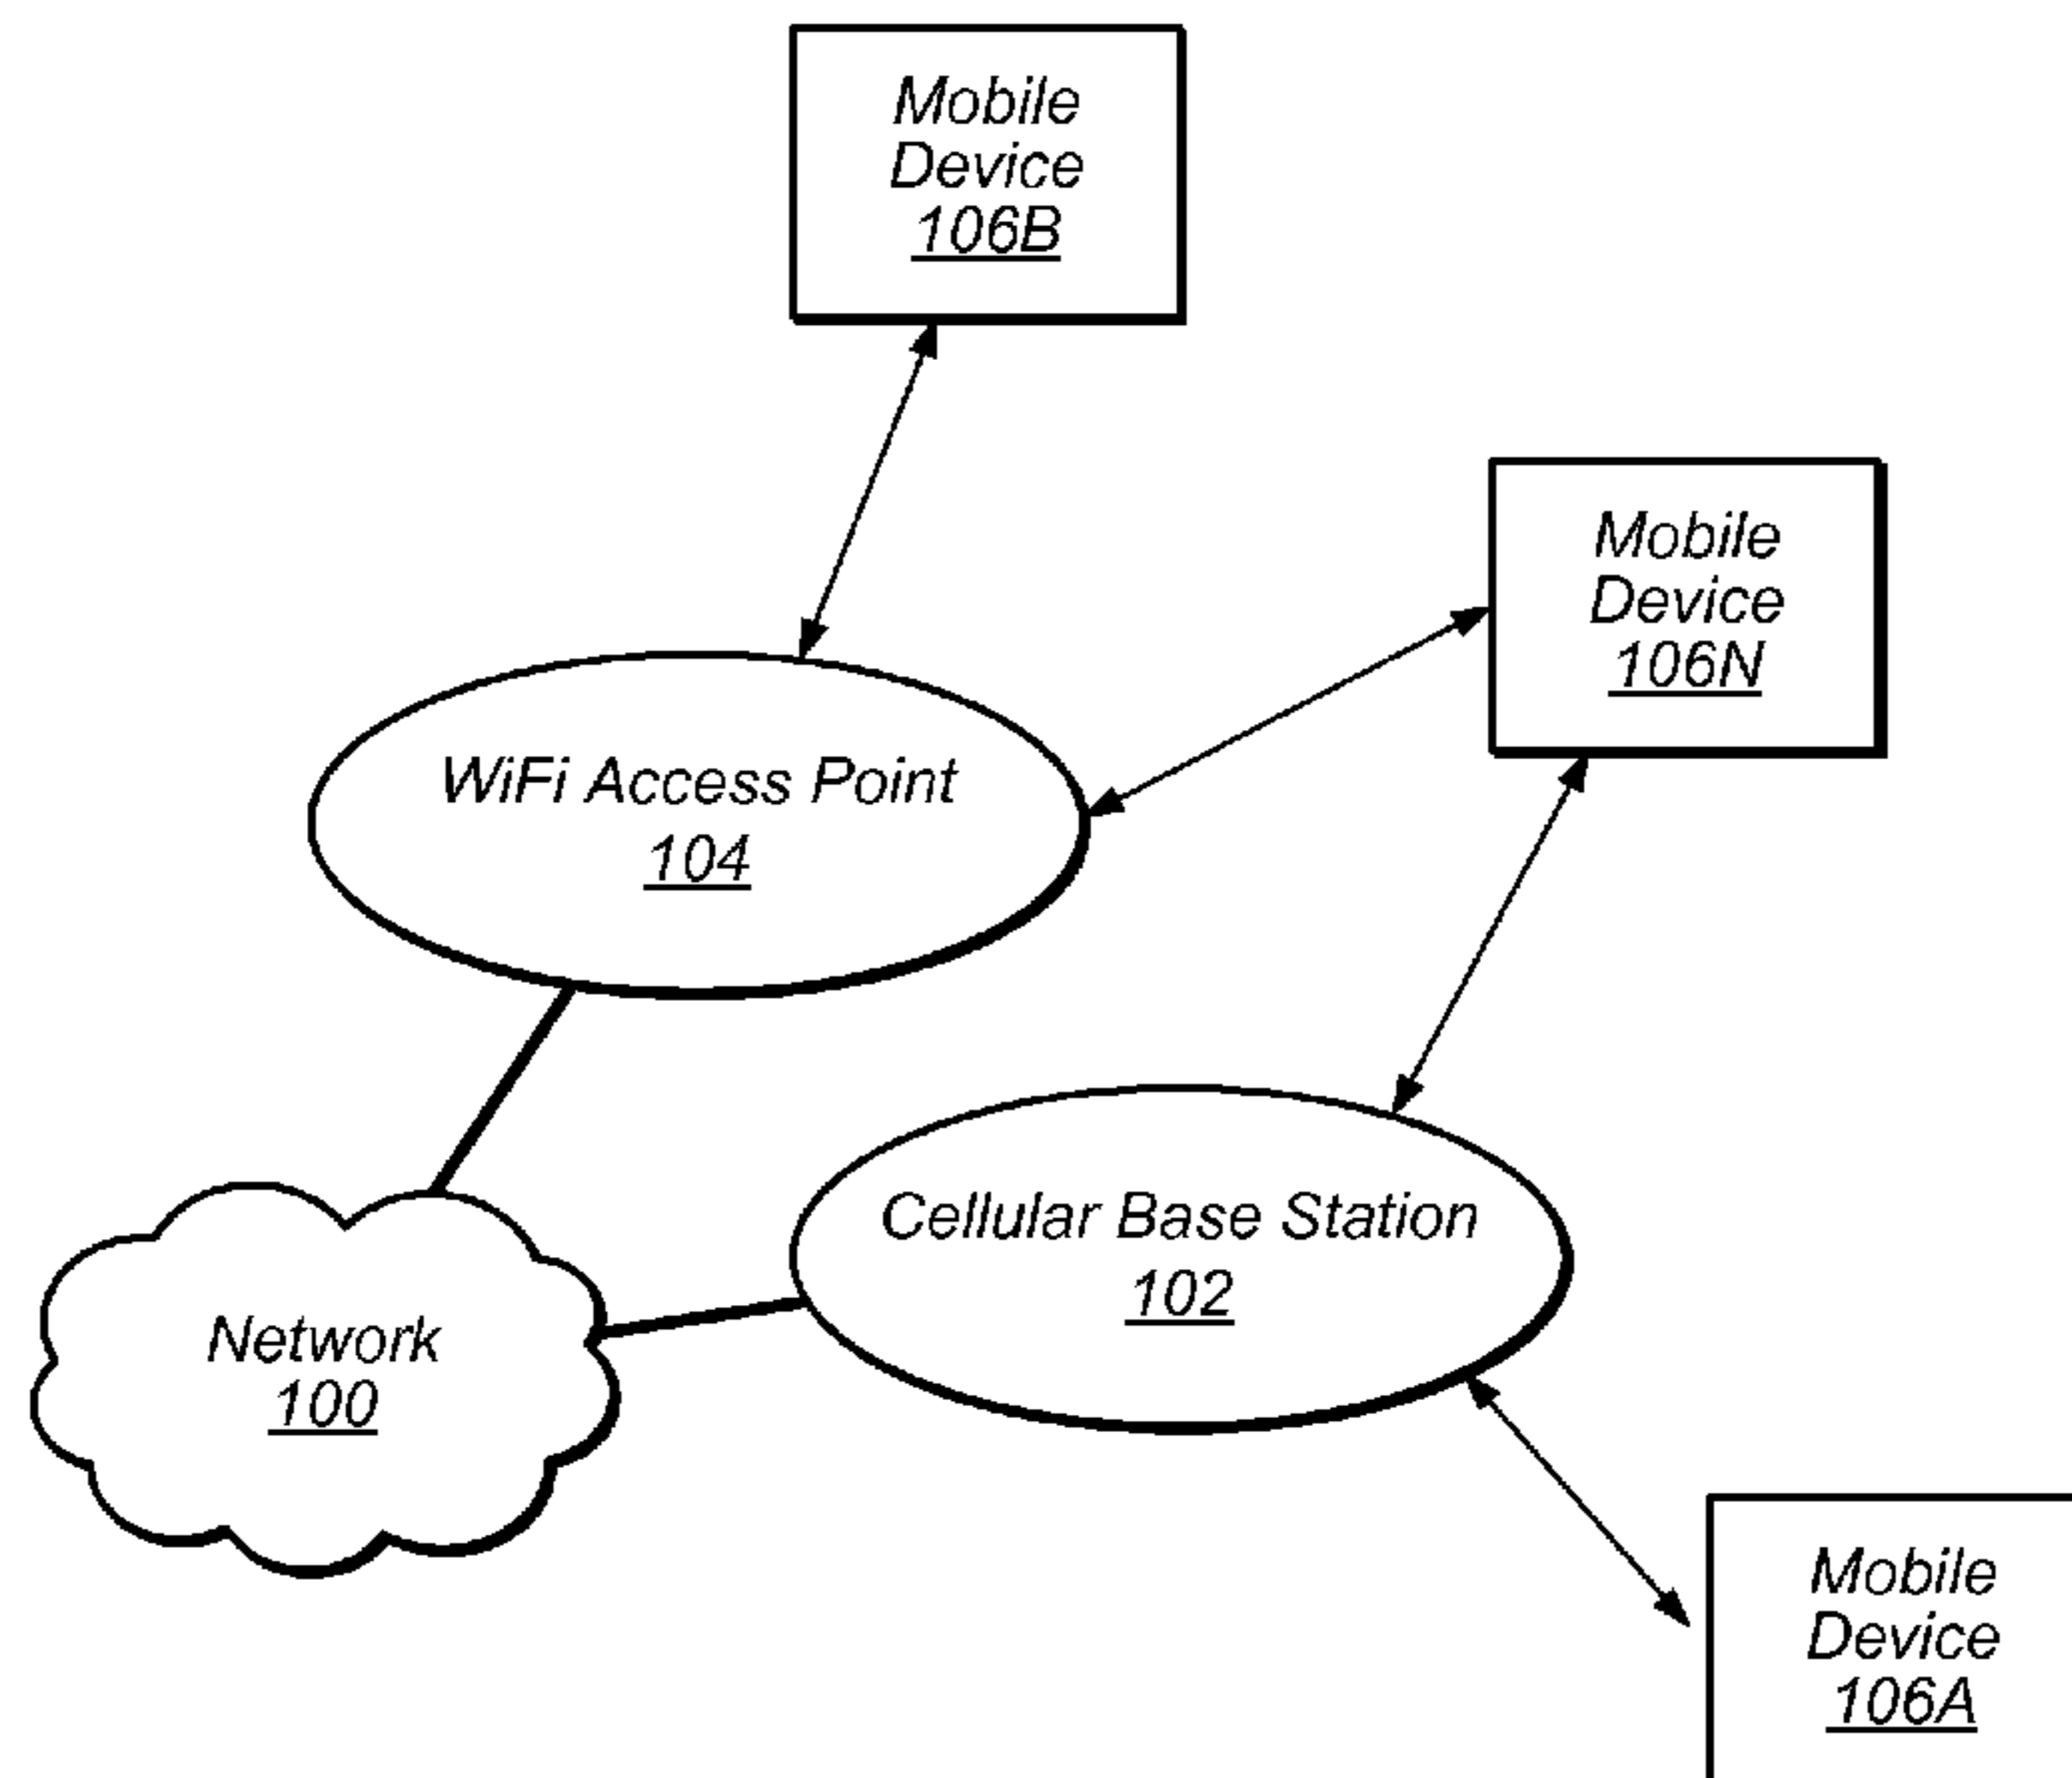 Mobile
Device
106B
Mobile
Device
106N
WiFi Access Point
104
Cellular Base Station
102
Network
100
Mobile
Device
106A